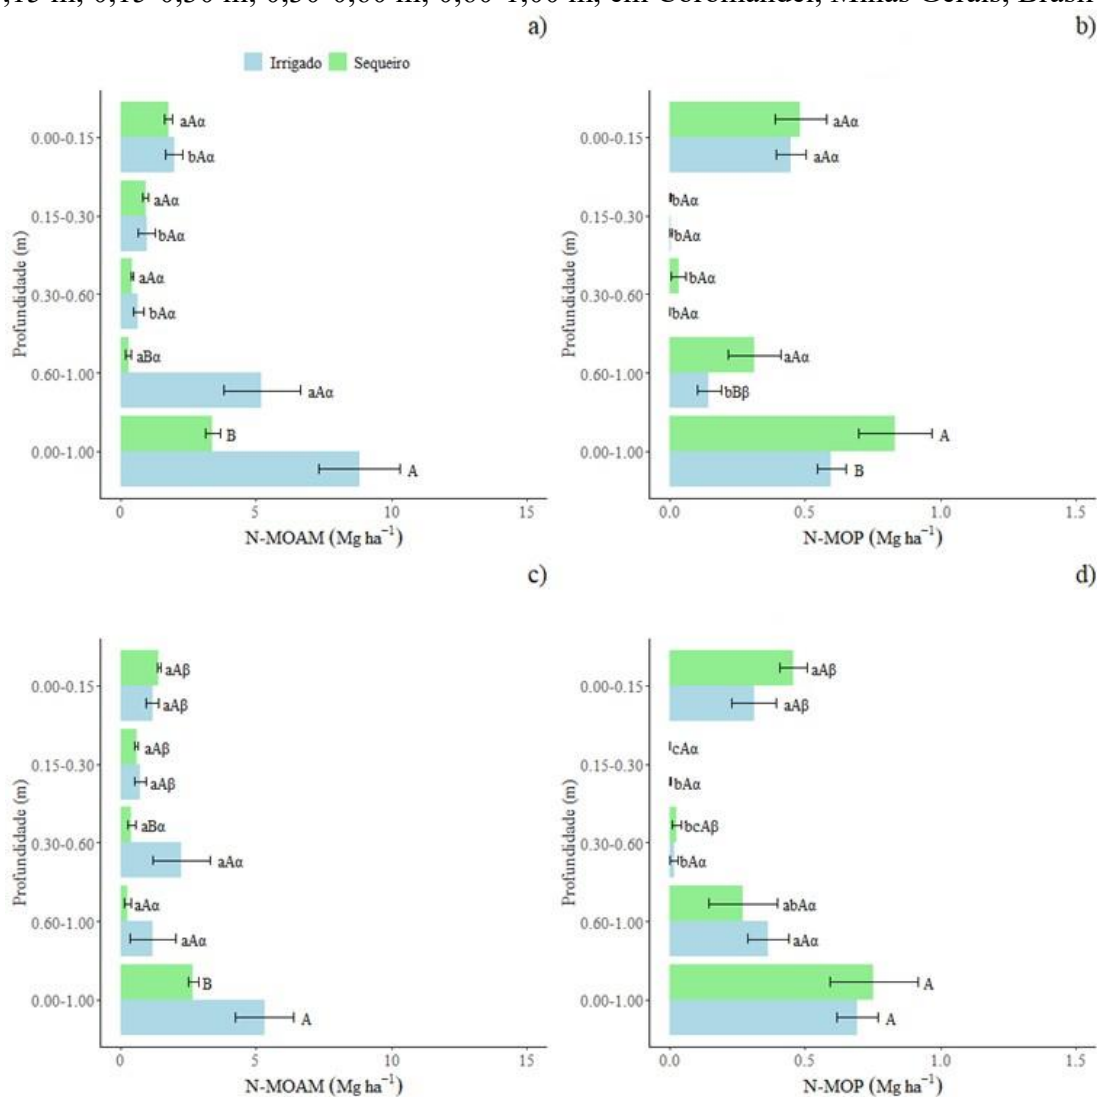 0,15 m; 0,15-0,30 m; 0,30-0,60 m; 0,60-1,00 m, em Coromandel, Minas Gerais, Brasil
a)
Irrigado Sequeiro
Profundidade (m)
0.00-0.15
aAα
bAα
0.15-0.30
aAα
bAα
0.30-0.60
aAα
bAα
0.60-1.00
aBα
aAα
0.00-1.00
B
A
0 5 10 15
N-MOAM (Mg ha⁻¹)
b)
Profundidade (m)
0.00-0.15
aAα
aAα
0.15-0.30
bAα
bAα
0.30-0.60
bAα
bAα
0.60-1.00
aAα
bBβ
0.00-1.00
A
B
0.0 0.5 1.0 1.5
N-MOP (Mg ha⁻¹)
c)
Profundidade (m)
0.00-0.15
aAβ
aAβ
0.15-0.30
aAβ
aAβ
0.30-0.60
aBα
aAα
0.60-1.00
aAα
aAα
0.00-1.00
B
A
0 5 10 15
N-MOAM (Mg ha⁻¹)
d)
Profundidade (m)
0.00-0.15
aAβ
aAβ
0.15-0.30
cAα
bAα
0.30-0.60
bcAβ
bAα
0.60-1.00
abAα
aAα
0.00-1.00
A
A
0.0 0.5 1.0 1.5
N-MOP (Mg ha⁻¹)